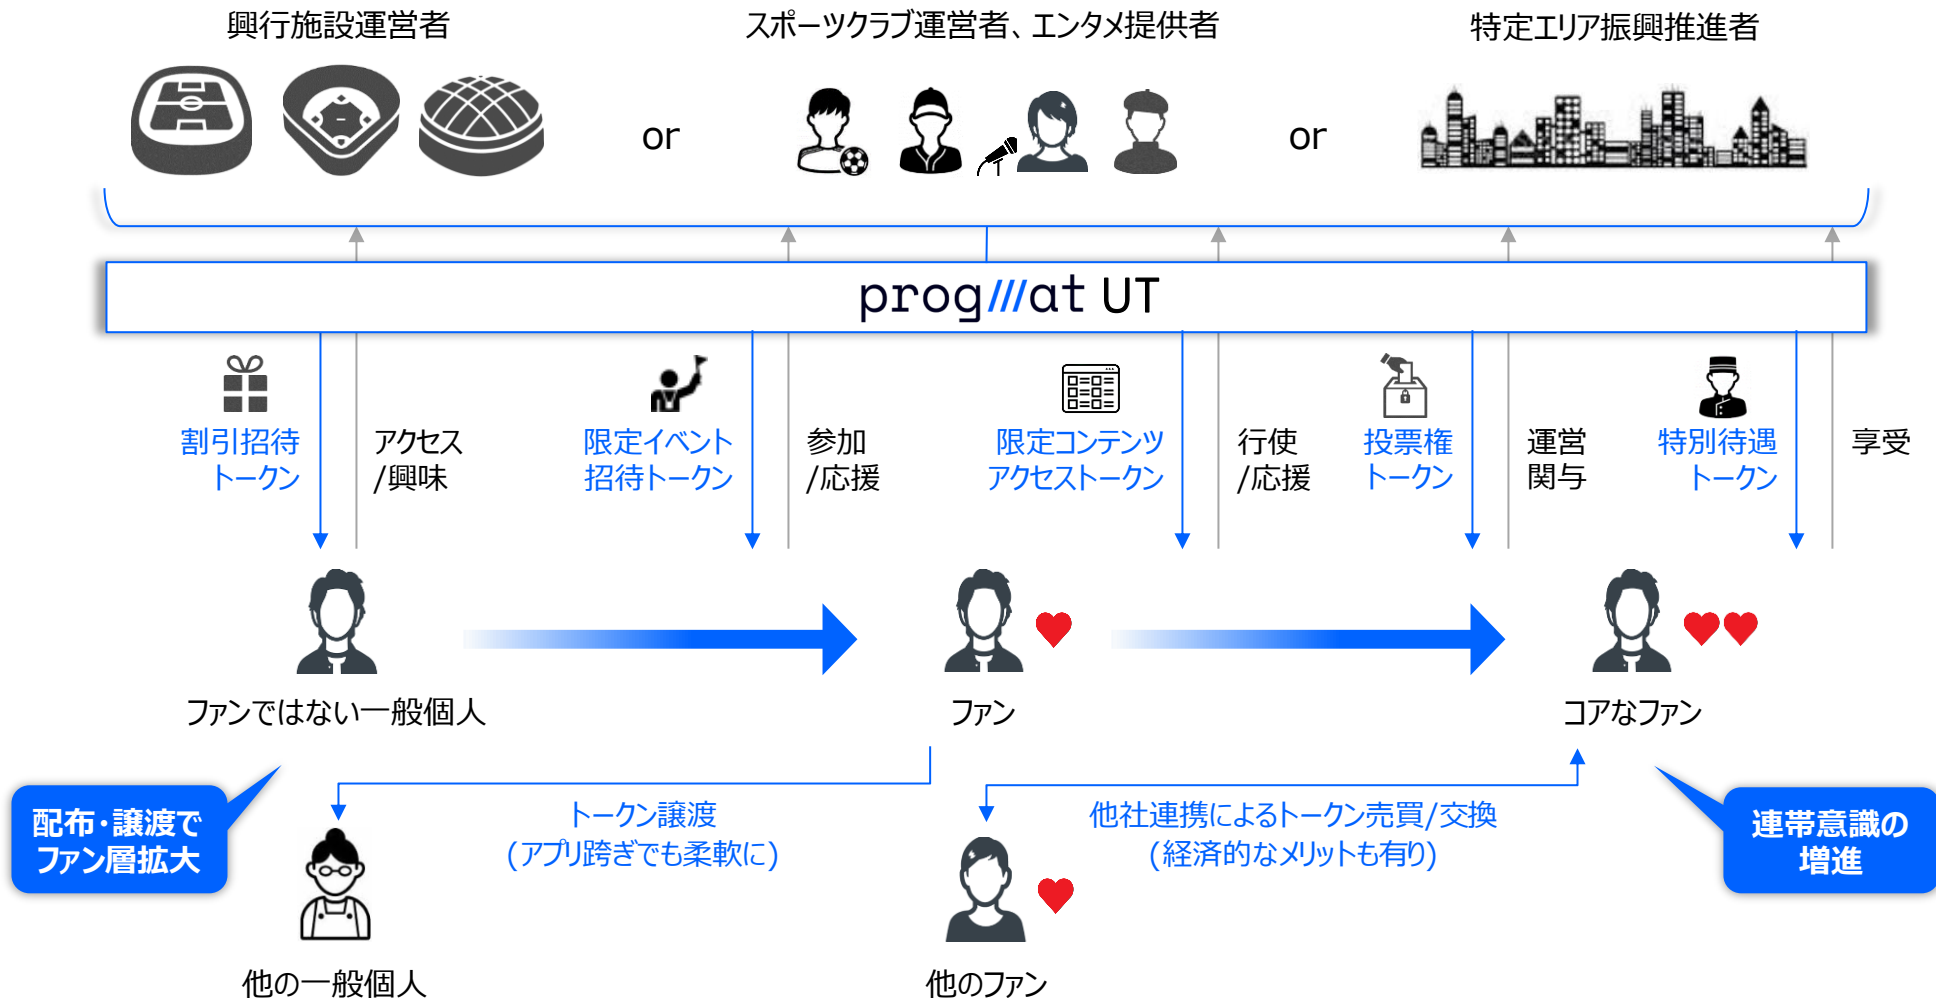 興行施設運営者
スポーツクラブ運営者、エンタメ提供者
特定エリア振興推進者
or
or
prog///at UT
割引招待
トークン
アクセス
/興味
限定イベント
招待トークン
参加
/応援
限定コンテンツ
アクセストークン
行使
/応援
投票権
トークン
運営
関与
特別待遇
トークン
享受
ファンではない一般個人
ファン
コアなファン
配布・譲渡で
ファン層拡大
トークン譲渡
(アプリ跨ぎでも柔軟に)
他社連携によるトークン売買/交換
(経済的なメリットも有り)
連帯意識の
増進
他の一般個人
他のファン